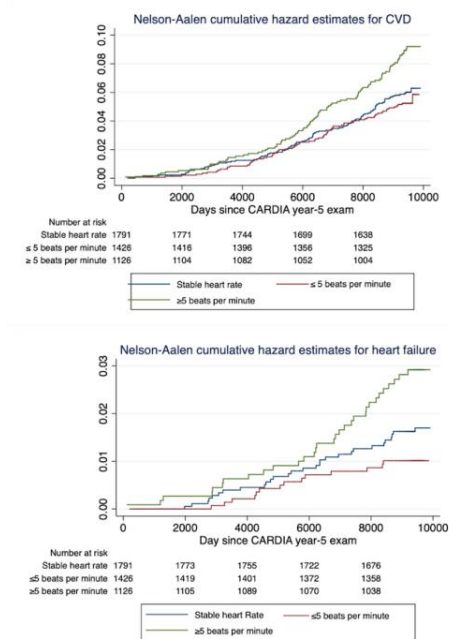 Nelson-Aalen cumulative hazard estimates for CVD
0.10
0.08
0.06
0.04
0.02
0.00
0 2000 4000 6000 8000 10000
Days since CARDIA year-5 exam
Number at risk
Stable heart rate 1791 1771 1744 1699 1638
≤ 5 beats per minute 1426 1416 1396 1356 1325
≥ 5 beats per minute 1126 1104 1082 1052 1004
Stable heart rate ≤ 5 beats per minute
≥5 beats per minute
Nelson-Aalen cumulative hazard estimates for heart failure
0.03
0.02
0.01
0.00
0 2000 4000 6000 8000 10000
Day since CARDIA year-5 exam
Number at risk
Stable heart rate 1791 1773 1755 1722 1676
≤5 beats per minute 1426 1419 1401 1372 1358
≥5 beats per minute 1126 1105 1089 1070 1038
Stable heart Rate ≤5 beats per minute
≥5 beats per minute